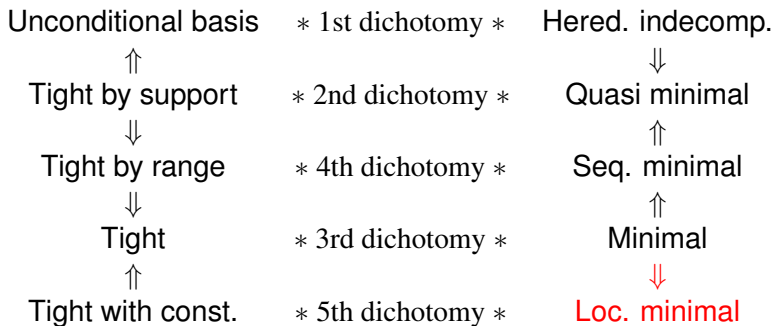 Unconditional basis ∗ 1st dichotomy ∗ Hered. indecomp.
⇑ ⇓
Tight by support ∗ 2nd dichotomy ∗ Quasi minimal
⇓ ⇑
Tight by range ∗ 4th dichotomy ∗ Seq. minimal
⇓ ⇑
Tight ∗ 3rd dichotomy ∗ Minimal
⇑ ⇓
Tight with const. ∗ 5th dichotomy ∗ Loc. minimal